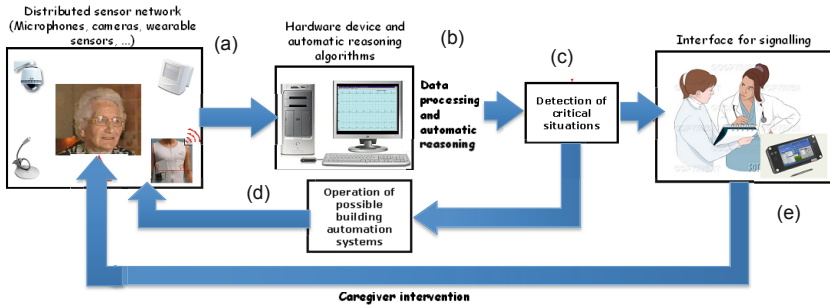 Distributed sensor network
(Microphones, cameras, wearable
sensors, ...)
(a)
Hardware device and
automatic reasoning
algorithms
(b)
Data
processing
and
automatic
reasoning
(c)
Detection of
critical
situations
Interface for signalling
(d)
Operation of
possible
building
automation
systems
(e)
Caregiver intervention